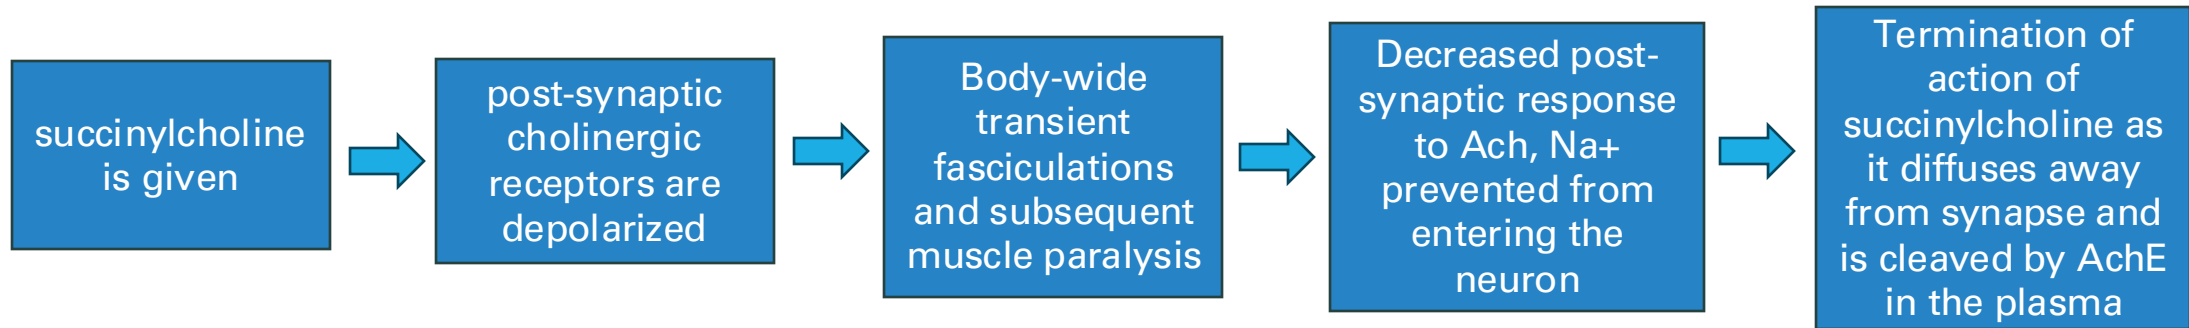 succinylcholine
is given
post-synaptic
cholinergic
receptors are
depolarized
Body-wide
transient
fasciculations
and subsequent
muscle paralysis
Decreased post-
synaptic response
to Ach, Na+
prevented from
entering the
neuron
Termination of
action of
succinylcholine as
it diffuses away
from synapse and
is cleaved by AchE
in the plasma